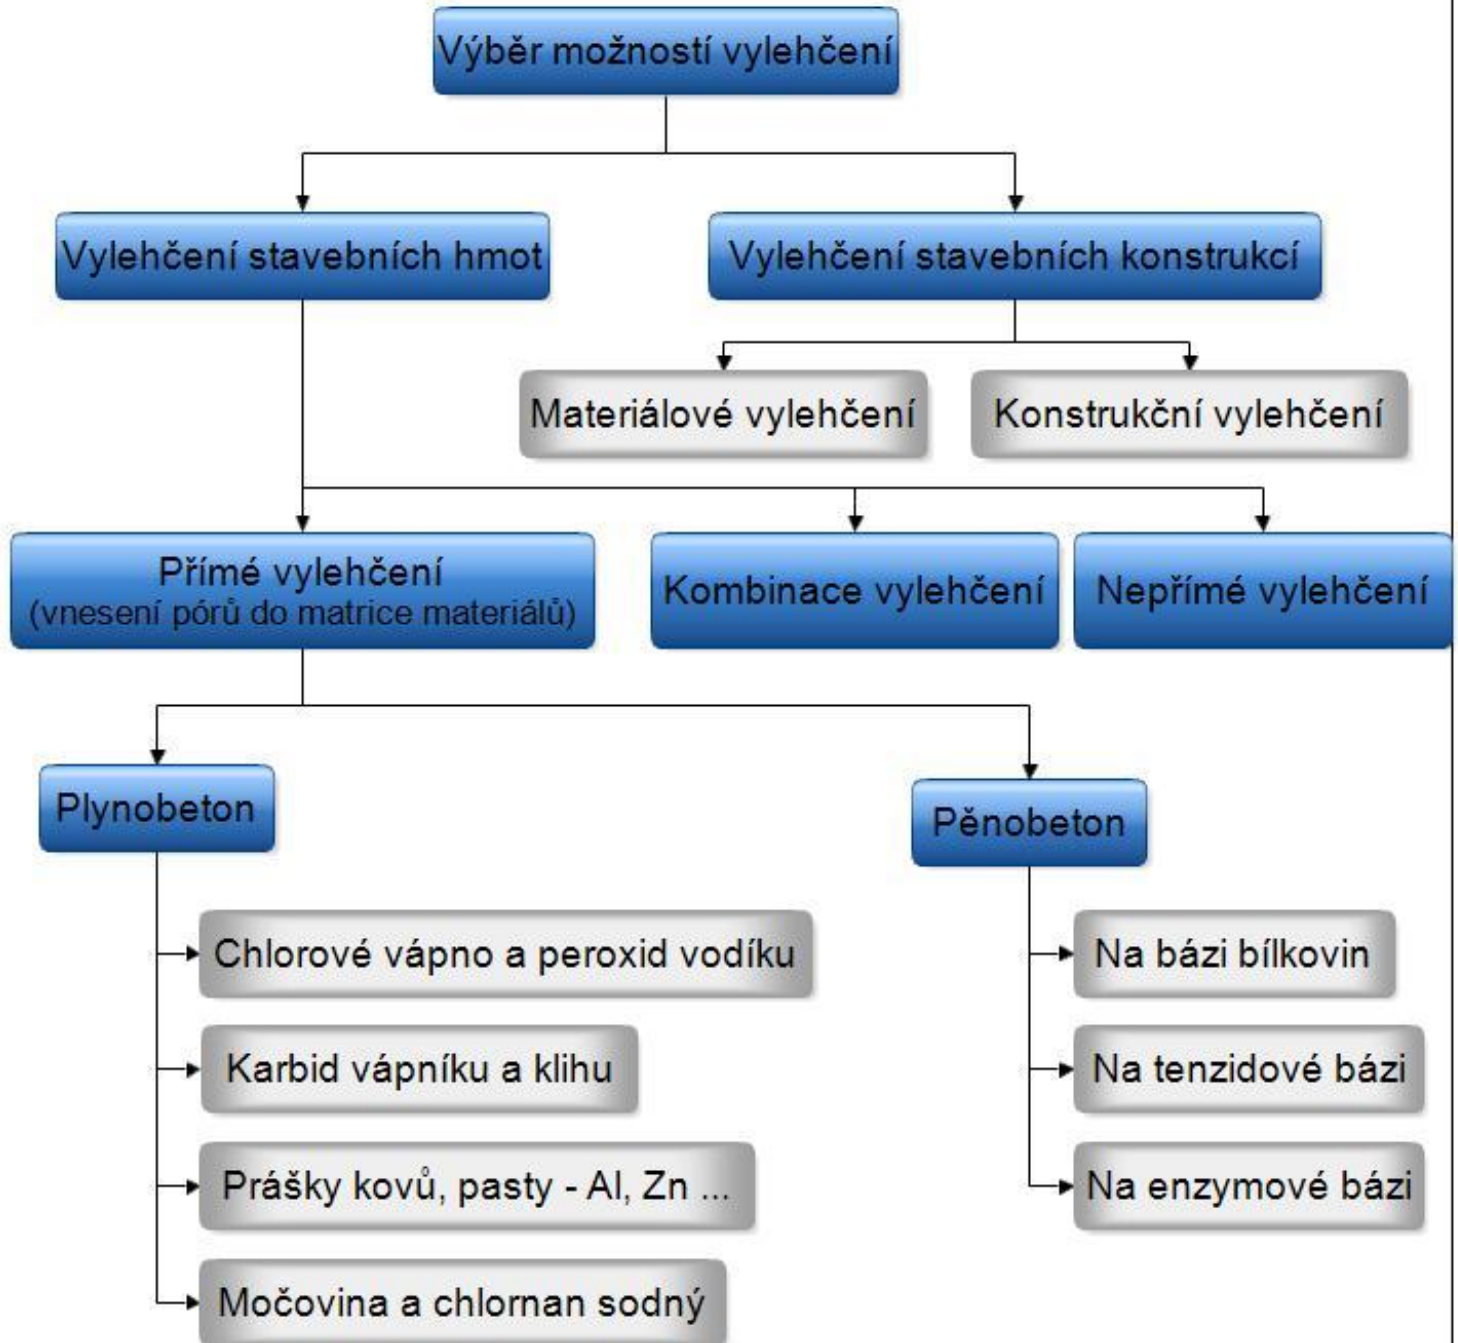 Výběr možností vylehčení
Vylehčení stavebních hmot
Vylehčení stavebních konstrukcí
Materiálové vylehčení
Konstrukční vylehčení
Přímé vylehčení
(vnesení pórů do matrice materiálů)
Kombinace vylehčení
Nepřímé vylehčení
Plynobeton
Pěnobeton
Chlorové vápno a peroxid vodíku
Na bázi bílkovin
Karbid vápníku a klihu
Na tenzidové bázi
Prášky kovů, pasty - Al, Zn ...
Na enzymové bázi
Močovina a chlornan sodný